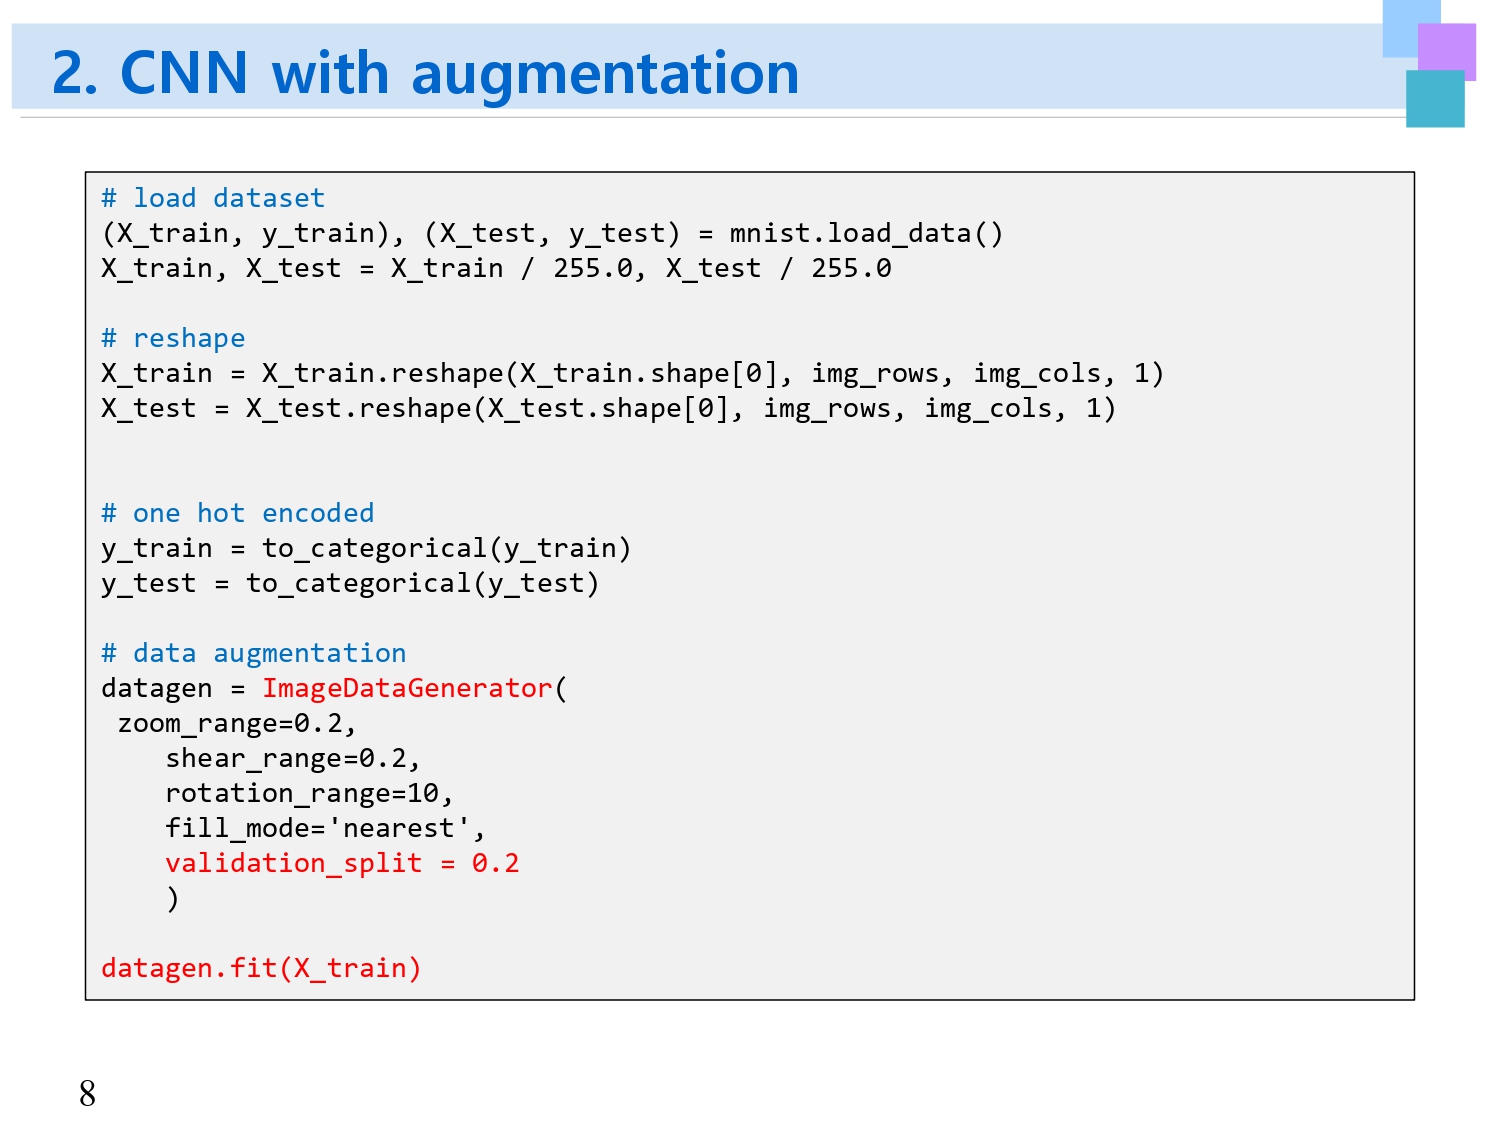 2. CNN with augmentation
# load dataset
(X_train, y_train), (X_test, y_test) = mnist.load_data()
X_train, X_test = X_train / 255.0, X_test / 255.0
# reshape
X_train = X_train.reshape(X_train.shape[0], img_rows, img_cols, 1)
X_test = X_test.reshape(X_test.shape[0], img_rows, img_cols, 1)
# one hot encoded
y_train = to_categorical(y_train)
y_test = to_categorical(y_test)
# data augmentation
datagen = ImageDataGenerator(
zoom_range=0.2,
shear_range=0.2,
rotation_range=10,
fill_mode='nearest',
validation_split = 0.2
)
datagen.fit(X_train)
8